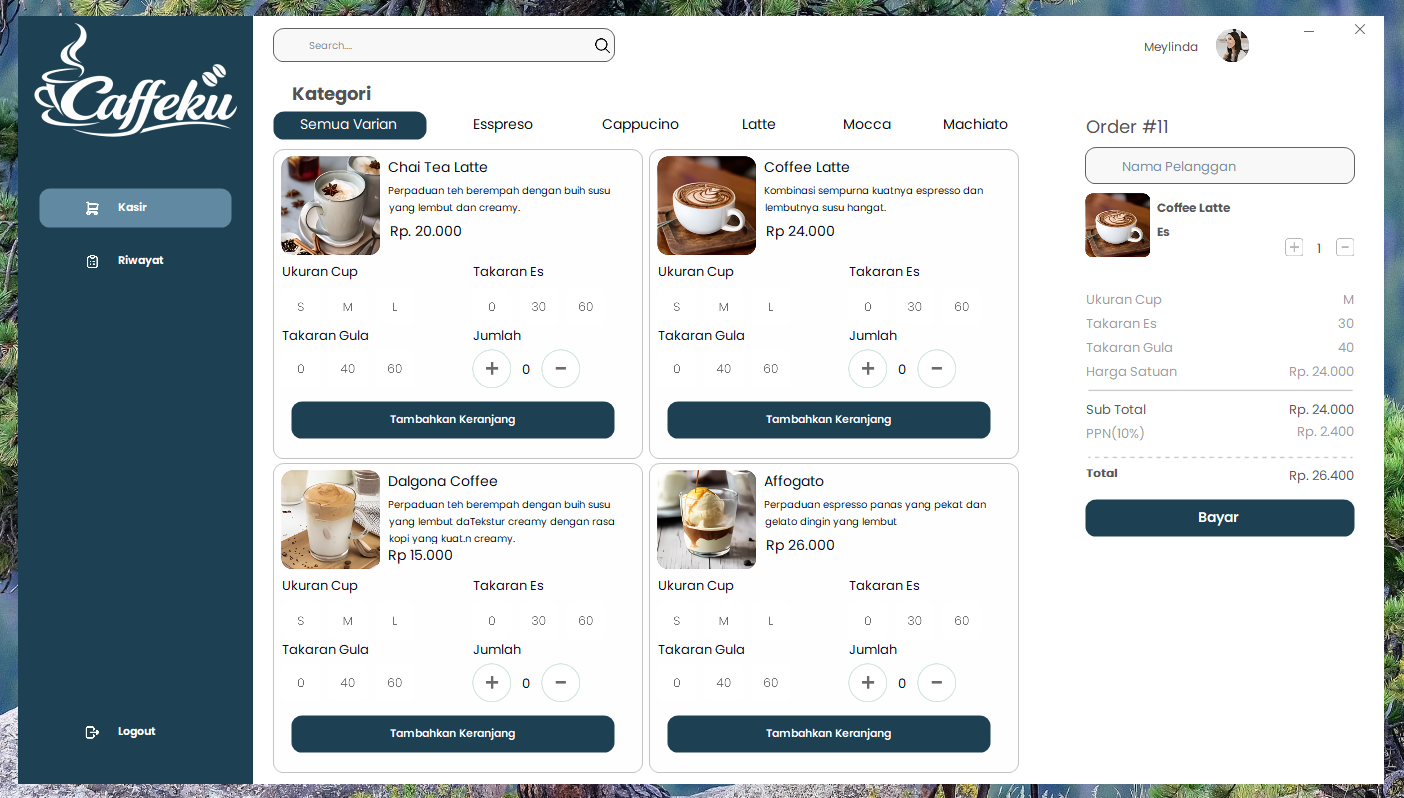 Caffeku
Kasir
Riwayat
Logout
Search....
Meylinda
Kategori
Semua Varian
Esspreso
Cappucino
Latte
Mocca
Machiato
Chai Tea Latte
Perpaduan teh berempah dengan buih susu
yang lembut dan creamy.
Rp. 20.000
Ukuran Cup
Takaran Es
S M L
0 30 60
Takaran Gula
Jumlah
0 40 60
+ 0 −
Tambahkan Keranjang
Coffee Latte
Kombinasi sempurna kuatnya espresso dan
lembutnya susu hangat.
Rp 24.000
Ukuran Cup
Takaran Es
S M L
0 30 60
Takaran Gula
Jumlah
0 40 60
+ 0 −
Tambahkan Keranjang
Dalgona Coffee
Perpaduan teh berempah dengan buih susu
yang lembut daTekstur creamy dengan rasa
kopi yang kuat.n creamy.
Rp 15.000
Ukuran Cup
Takaran Es
S M L
0 30 60
Takaran Gula
Jumlah
0 40 60
+ 0 −
Tambahkan Keranjang
Affogato
Perpaduan espresso panas yang pekat dan
gelato dingin yang lembut
Rp 26.000
Ukuran Cup
Takaran Es
S M L
0 30 60
Takaran Gula
Jumlah
0 40 60
+ 0 −
Tambahkan Keranjang
Order #11
Nama Pelanggan
Coffee Latte
Es
+ 1 −
Ukuran Cup M
Takaran Es 30
Takaran Gula 40
Harga Satuan Rp. 24.000
Sub Total Rp. 24.000
PPN(10%) Rp. 2.400
Total Rp. 26.400
Bayar